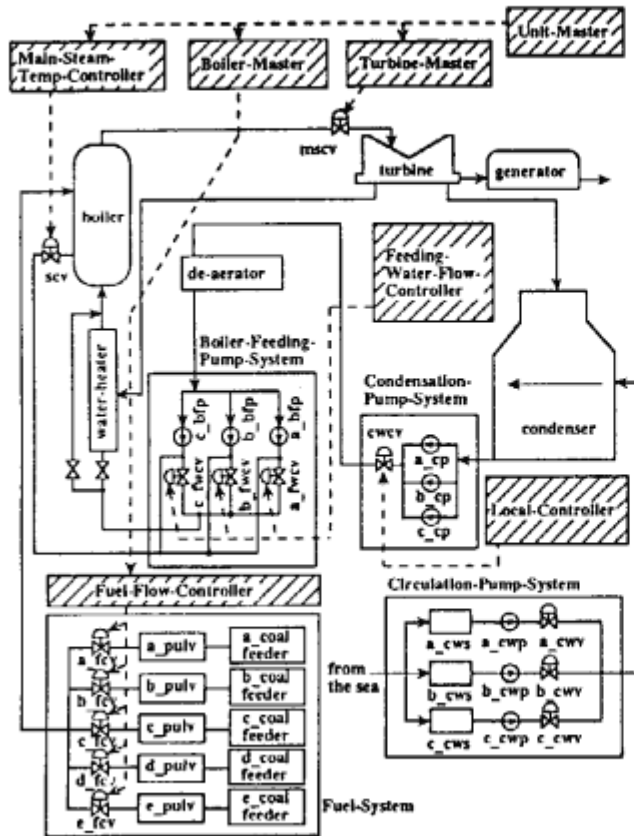 Unit-Master
Main-Steam-
Temp-Controller
Boiler-Master
Turbine-Master
mscv
turbine
generator
boiler
scv
de-aerator
Feeding-
Water-Flow-
Controller
water-heater
Boiler-Feeding-
Pump-System
c_bfp
b_bfp
a_bfp
c_fwcv
b_fwcv
a_fwcv
Condensation-
Pump-System
cwcv
a_cp
b_cp
c_cp
condenser
Local-Controller
Fuel-Flow-Controller
Circulation-Pump-System
a_fcv
a_pulv
a_coal
feeder
b_fcv
b_pulv
b_coal
feeder
c_fcv
c_pulv
c_coal
feeder
d_fcv
d_pulv
d_coal
feeder
e_fcv
e_pulv
e_coal
feeder
Fuel-System
from
the sea
a_cws
a_cwp
a_cwv
b_cws
b_cwp
b_cwv
c_cws
c_cwp
c_cwv